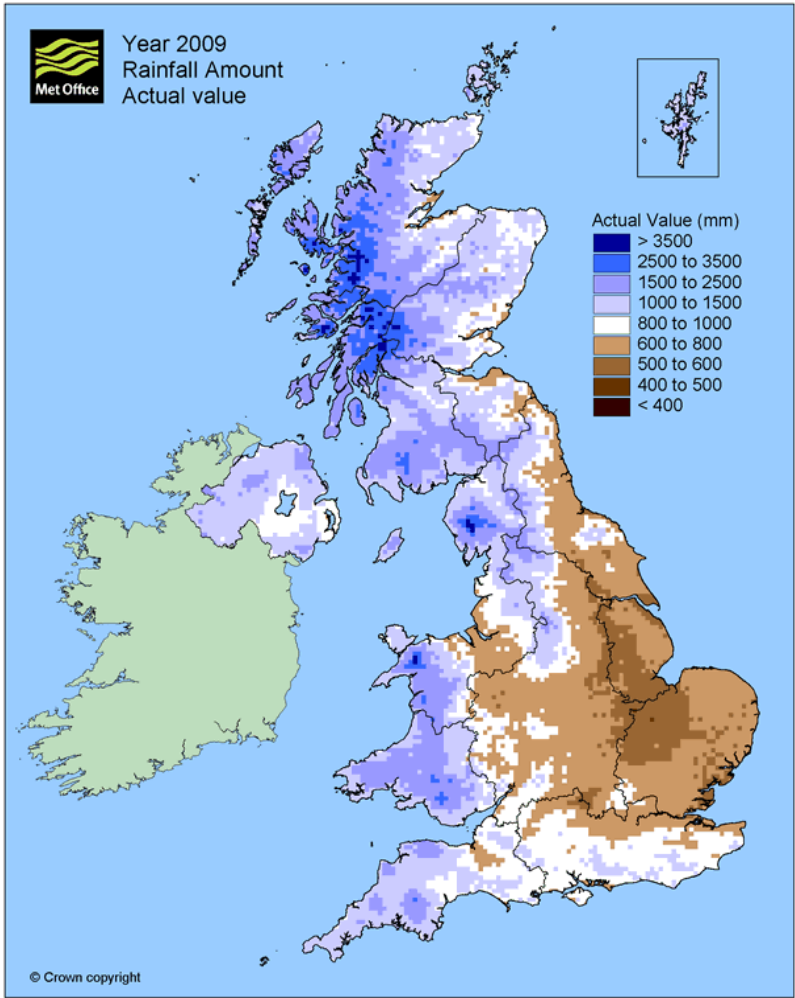 Met Office
Year 2009
Rainfall Amount
Actual value
Actual Value (mm)
> 3500
2500 to 3500
1500 to 2500
1000 to 1500
800 to 1000
600 to 800
500 to 600
400 to 500
< 400
© Crown copyright